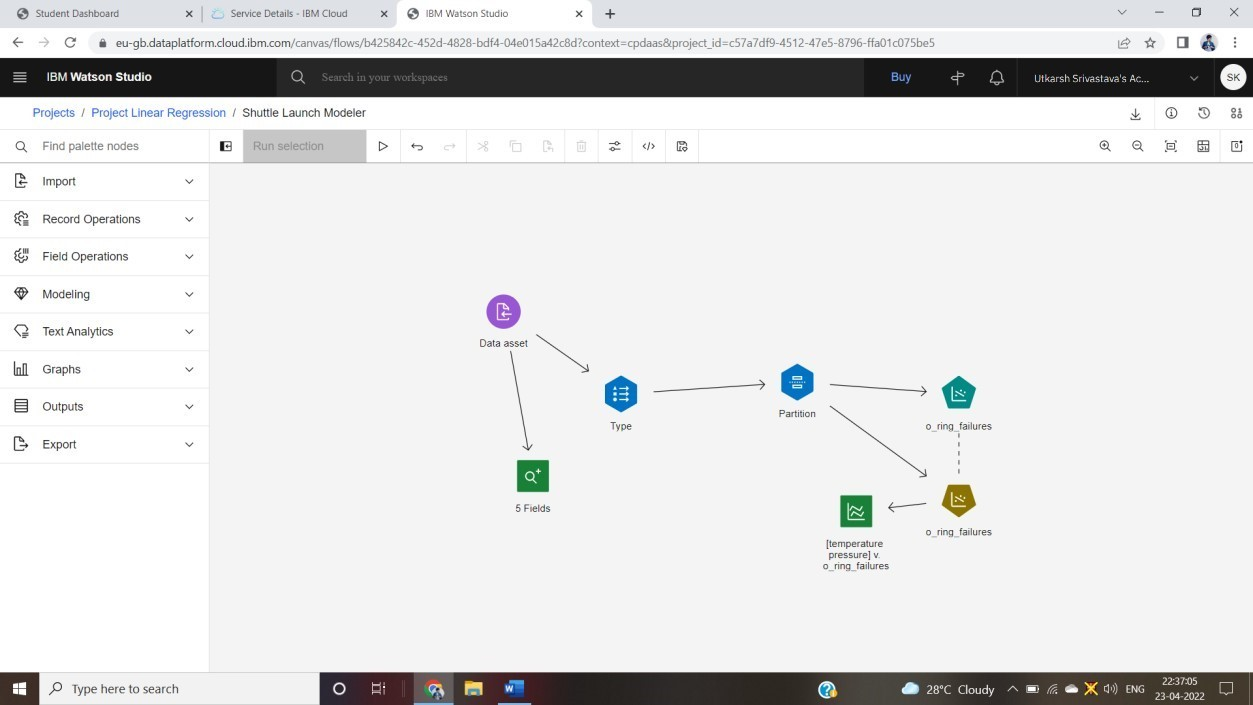 Student Dashboard
Service Details - IBM Cloud
IBM Watson Studio
eu-gb.dataplatform.cloud.ibm.com/canvas/flows/b425842c-452d-4828-bdf4-04e015a42c8d?context=cpdaas&project_id=c57a7df9-4512-47e5-8796-ffa01c075be5
IBM Watson Studio
Search in your workspaces
Buy
Utkarsh Srivastava's Ac...
SK
Projects / Project Linear Regression / Shuttle Launch Modeler
Find palette nodes
Run selection
Import
Record Operations
Field Operations
Modeling
Text Analytics
Graphs
Outputs
Export
Data asset
Type
Partition
o_ring_failures
5 Fields
o_ring_failures
[temperature
pressure] v.
o_ring_failures
Type here to search
28°C Cloudy
ENG
22:37:05
23-04-2022